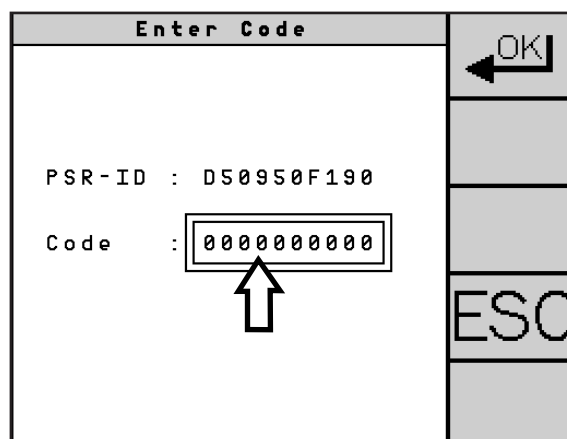 Enter Code
OK
PSR-ID : D50950F190
Code : 0000000000
ESC